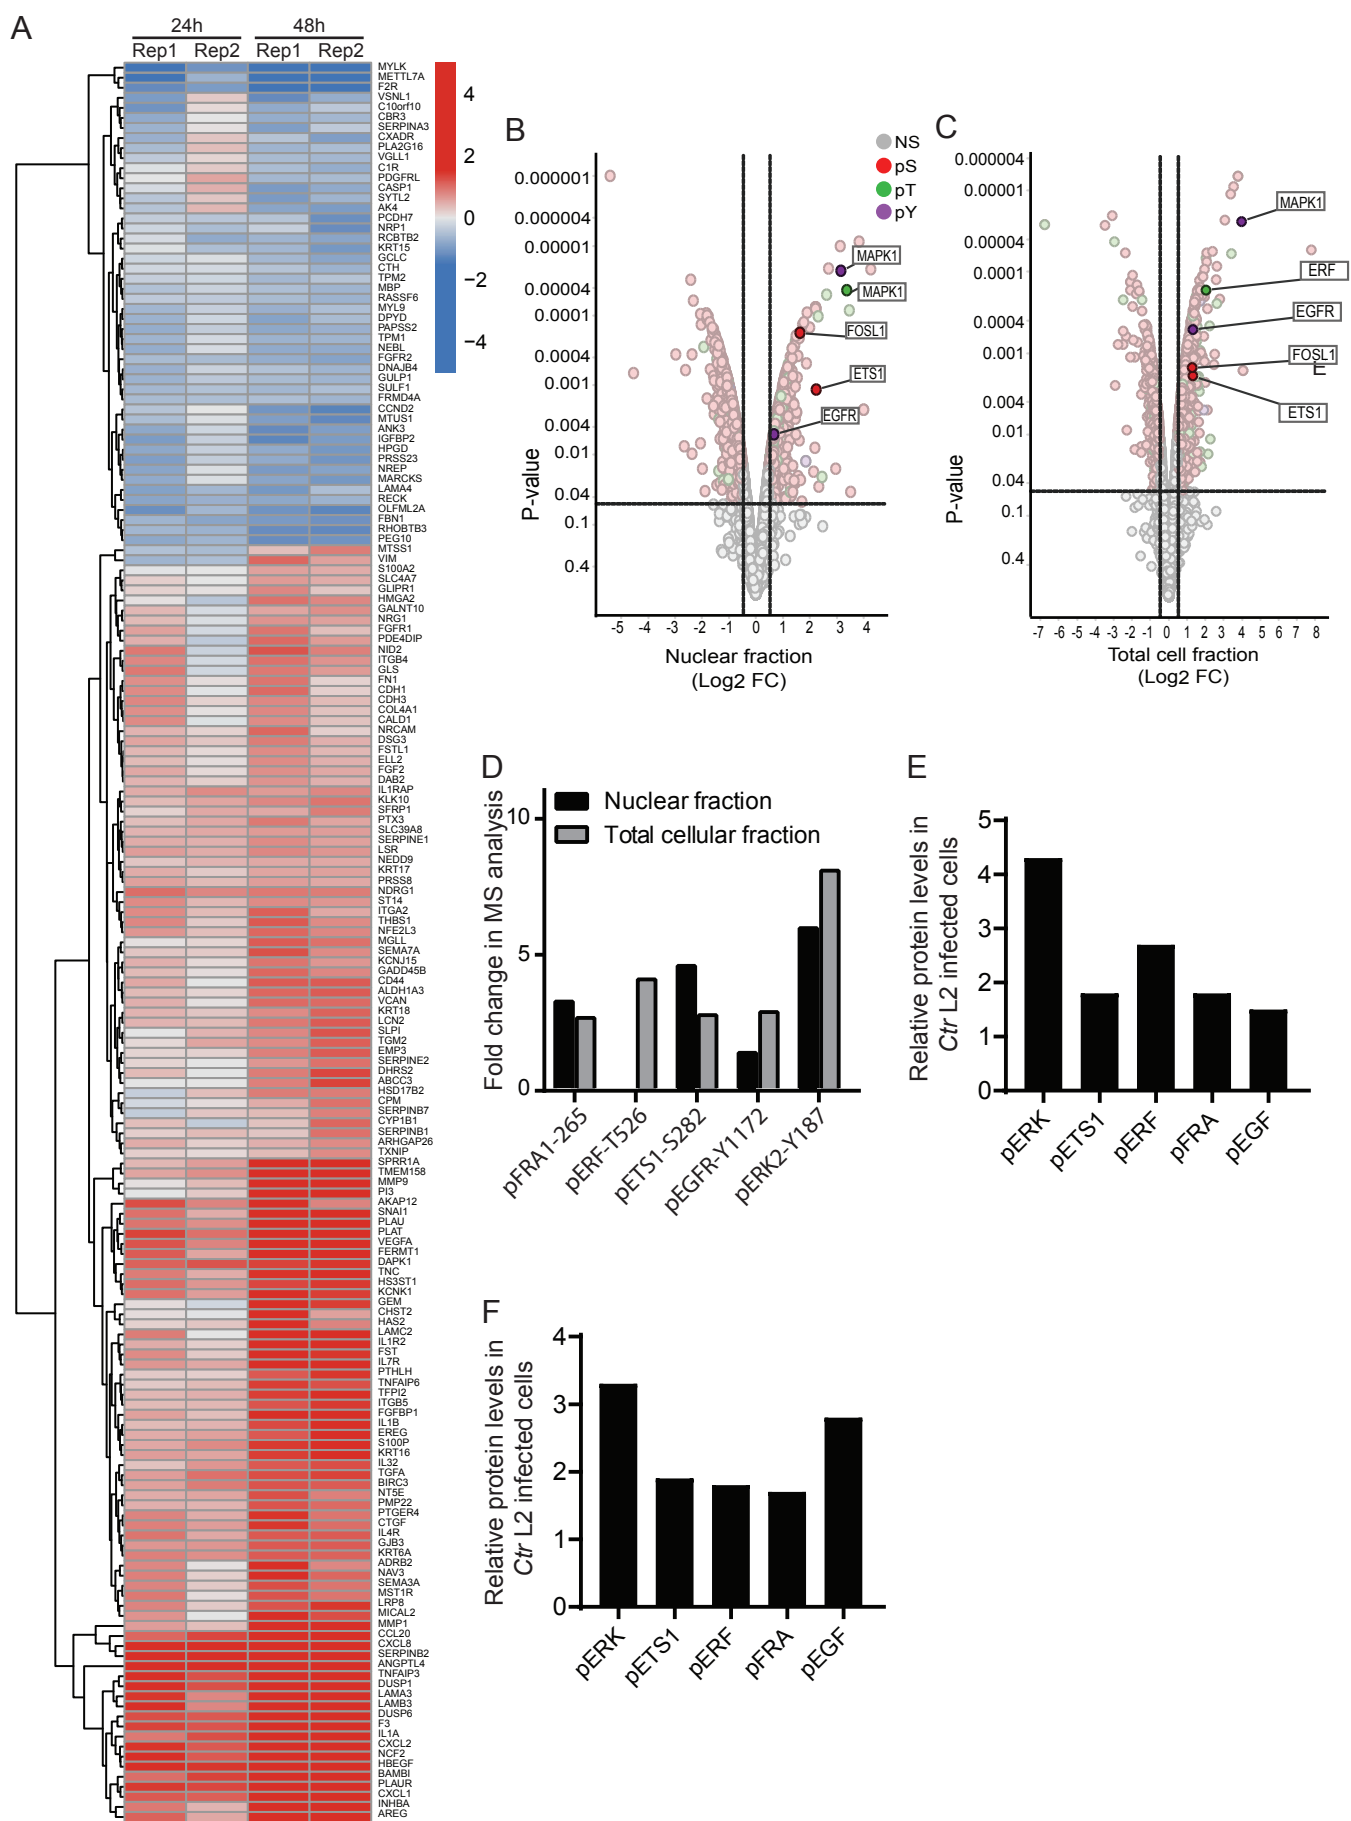 A
24h 48h
Rep1 Rep2 Rep1 Rep2
MYLK
METTL7A
F2R
VSNL1
C10orf10
CBR3
SERPINA3
CXADR
PLA2G16
VGLL1
C1R
PDGFRL
CASP1
SYTL2
AK4
PCDH7
NRP1
RCBTB2
KRT15
GCLC
CTH
TPM2
MBP
RASSF6
MYL9
DPYD
PAPSS2
TPM1
NEBL
FGFR2
DNAJB4
GULP1
SULF1
FRMD4A
CCND2
MTUS1
ANK3
IGFBP2
HPGD
PRSS23
NREP
MARCKS
LAMA4
RECK
OLFML2A
FBN1
RHOBTB3
PEG10
MTSS1
VIM
S100A2
SLC4A7
GLIPR1
HMGA2
GALNT10
NRG1
FGFR1
PDE4DIP
NID2
ITGB4
GLS
FN1
CDH1
CDH3
COL4A1
CALD1
NRCAM
DSG3
FSTL1
ELL2
FGF2
DAB2
IL1RAP
KLK10
SFRP1
PTX3
SLC39A8
SERPINE1
LSR
NEDD9
KRT17
PRSS8
NDRG1
ST14
ITGA2
THBS1
NFE2L3
MGLL
SEMA7A
KCNJ15
GADD45B
CD44
ALDH1A3
VCAN
KRT18
LCN2
SLPI
TGM2
EMP3
SERPINE2
DHRS2
ABCC3
HSD17B2
CPM
SERPINB7
CYP1B1
SERPINB1
ARHGAP26
TXNIP
SPRR1A
TMEM158
MMP9
PI3
AKAP12
SNAI1
PLAU
PLAT
VEGFA
FERMT1
DAPK1
TNC
HS3ST1
KCNK1
GEM
CHST2
HAS2
LAMC2
IL1R2
FST
IL7R
PTHLH
TNFAIP6
TFPI2
ITGB5
FGFBP1
IL1B
EREG
S100P
KRT16
IL32
TGFA
BIRC3
NT5E
PMP22
PTGER4
CTGF
IL4R
GJB3
KRT6A
ADRB2
NAV3
SEMA3A
MST1R
LRP8
MICAL2
MMP1
CCL20
CXCL8
SERPINB2
ANGPTL4
TNFAIP3
DUSP1
LAMA3
LAMB3
DUSP6
F3
IL1A
CXCL2
NCF2
HBEGF
BAMBI
PLAUR
CXCL1
INHBA
AREG
4
2
0
−2
−4
B
NS
pS
pT
pY
0.000001
0.000004
0.00001
0.00004
0.0001
0.0004
0.001
0.004
0.01
0.04
0.1
0.4
P-value
MAPK1
MAPK1
FOSL1
ETS1
EGFR
-5 -4 -3 -2 -1 0 1 2 3 4
Nuclear fraction
(Log2 FC)
C
0.000004
0.00001
0.00004
0.0001
0.0004
0.001
0.004
0.01
0.04
0.1
0.4
P-value
MAPK1
ERF
EGFR
FOSL1
E
ETS1
-7 -6 -5 -4 -3 -2 -1 0 1 2 3 4 5 6 7 8
Total cell fraction
(Log2 FC)
D
Fold change in MS analysis
10
5
0
Nuclear fraction
Total cellular fraction
pFRA1-265
pERF-T526
pETS1-S282
pEGFR-Y1172
pERK2-Y187
E
Relative protein levels in
Ctr L2 infected cells
5
4
3
2
1
0
pERK
pETS1
pERF
pFRA
pEGF
F
Relative protein levels in
Ctr L2 infected cells
4
3
2
1
0
pERK
pETS1
pERF
pFRA
pEGF